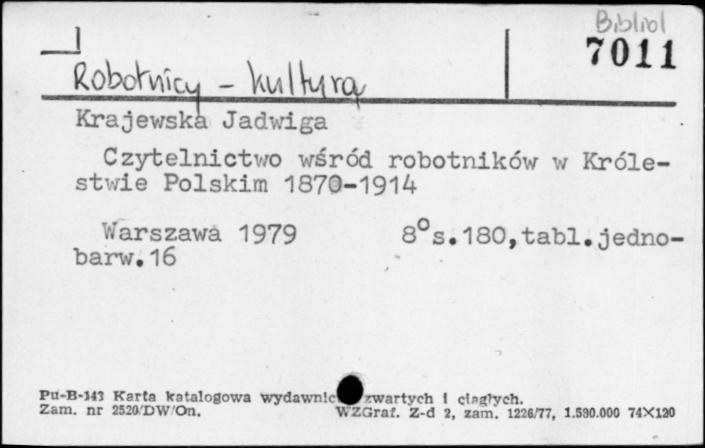 Bibliol
7011
Robotnicy - kultura
Krajewska Jadwiga
Czytelnictwo wśród robotników w Króle-
stwie Polskim 1870-1914
Warszawa 1979 8° s.180,tabl.jedno-
barw.16
Pu-B-143 Karta katalogowa wydawnic zwartych i ciągłych.
Zam. nr 2520/DW/On. WZGraf. Z-d 2, zam. 1226/77, 1.530.000 74X120